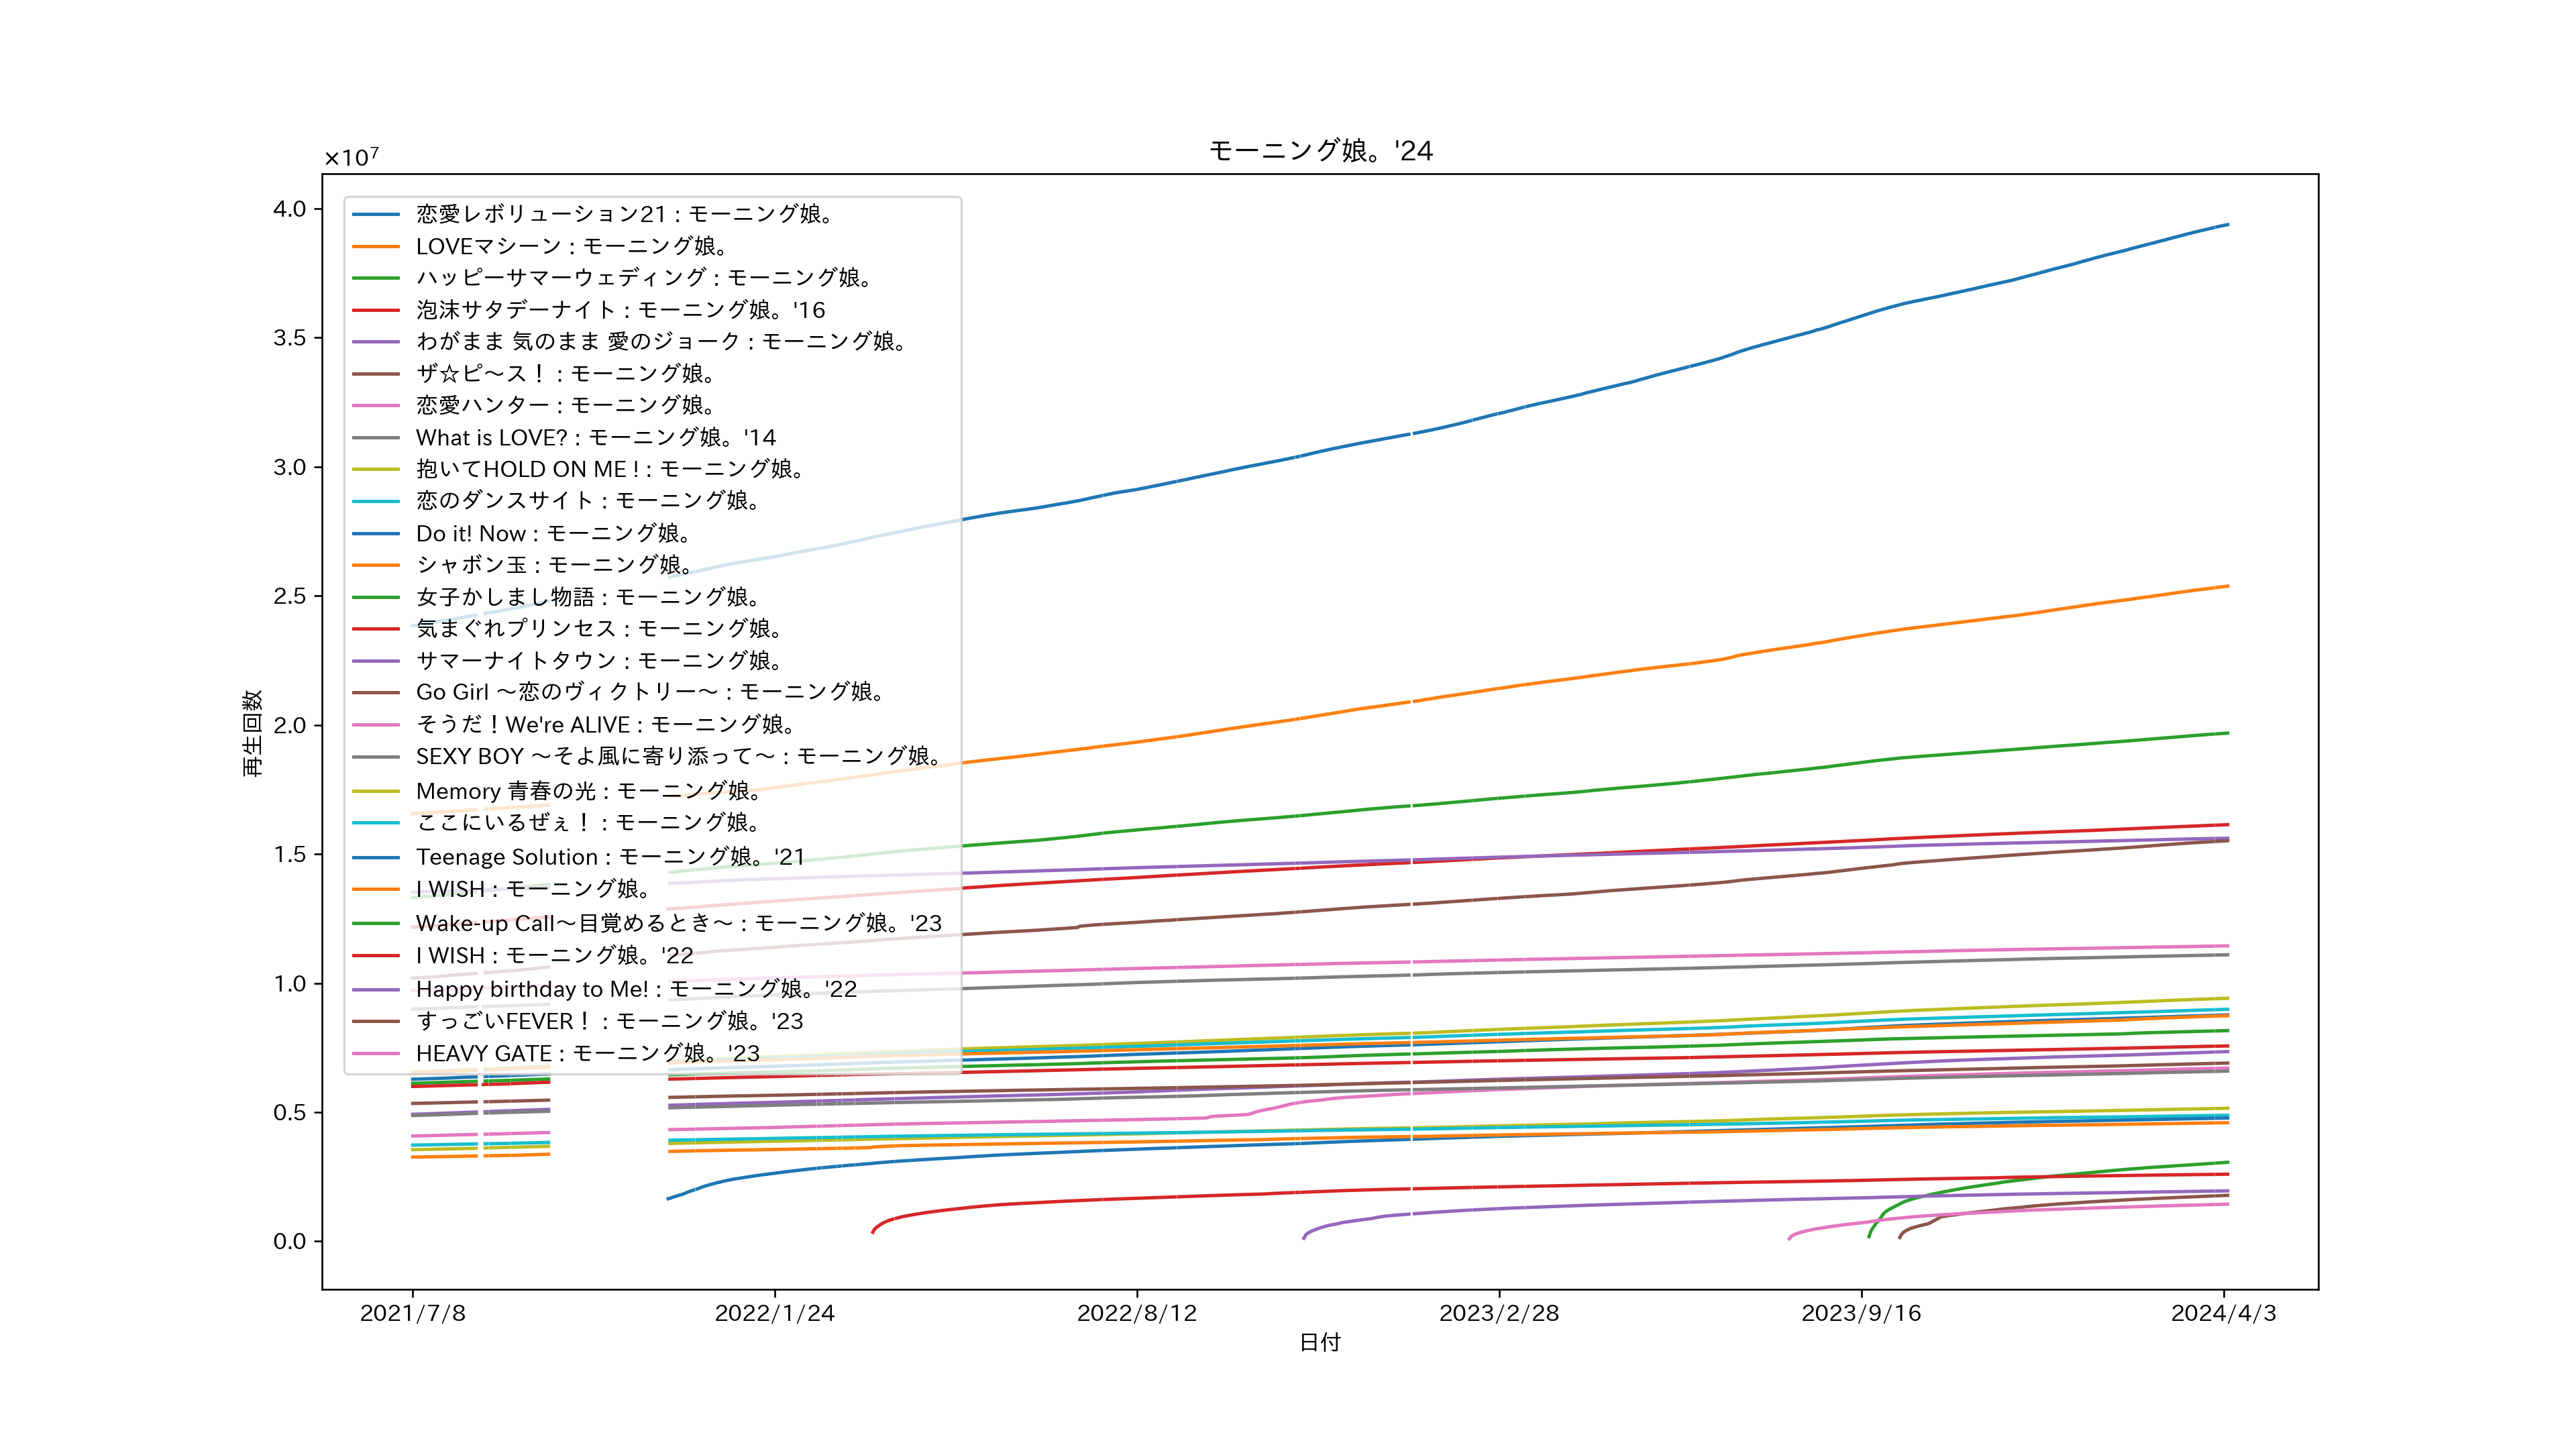 モーニング娘。'24
×10⁷
4.0
3.5
3.0
2.5
2.0
1.5
1.0
0.5
0.0
再生回数
恋愛レボリューション21 : モーニング娘。
LOVEマシーン : モーニング娘。
ハッピーサマーウェディング : モーニング娘。
泡沫サタデーナイト : モーニング娘。'16
わがまま 気のまま 愛のジョーク : モーニング娘。
ザ☆ピ〜ス！ : モーニング娘。
恋愛ハンター : モーニング娘。
What is LOVE? : モーニング娘。'14
抱いてHOLD ON ME ! : モーニング娘。
恋のダンスサイト : モーニング娘。
Do it! Now : モーニング娘。
シャボン玉 : モーニング娘。
女子かしまし物語 : モーニング娘。
気まぐれプリンセス : モーニング娘。
サマーナイトタウン : モーニング娘。
Go Girl 〜恋のヴィクトリー〜 : モーニング娘。
そうだ！We're ALIVE : モーニング娘。
SEXY BOY 〜そよ風に寄り添って〜 : モーニング娘。
Memory 青春の光 : モーニング娘。
ここにいるぜぇ！ : モーニング娘。
Teenage Solution : モーニング娘。'21
I WISH : モーニング娘。
Wake-up Call〜目覚めるとき〜 : モーニング娘。'23
I WISH : モーニング娘。'22
Happy birthday to Me! : モーニング娘。'22
すっごいFEVER！ : モーニング娘。'23
HEAVY GATE : モーニング娘。'23
2021/7/8
2022/1/24
2022/8/12
2023/2/28
2023/9/16
2024/4/3
日付